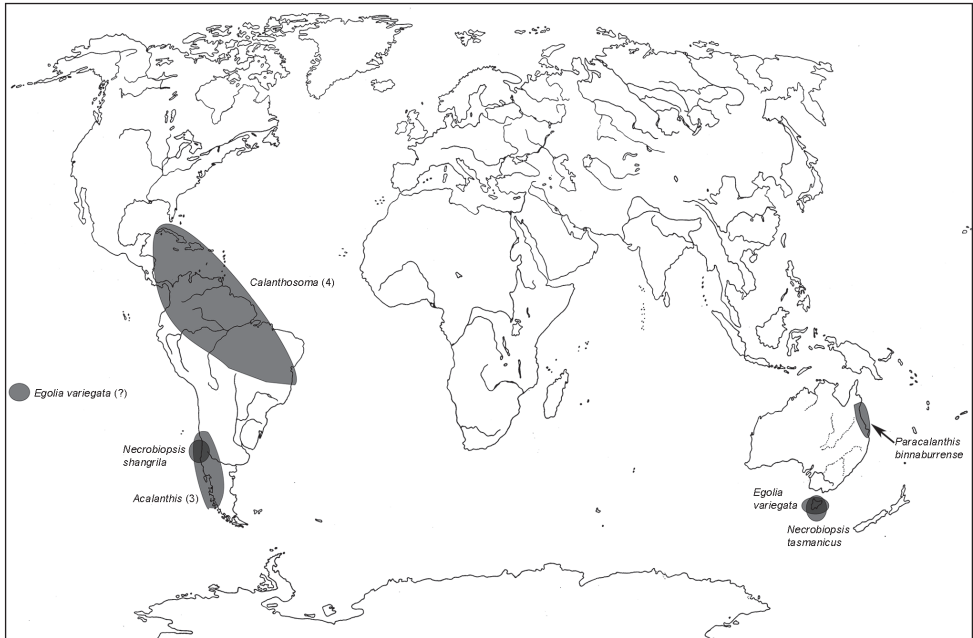 Calanthosoma (4)
Egolia variegata (?)
Necrobiopsis
shangrila
Acalanthis (3)
Paracalanthis
binnaburrense
Egolia
variegata
Necrobiopsis
tasmanicus